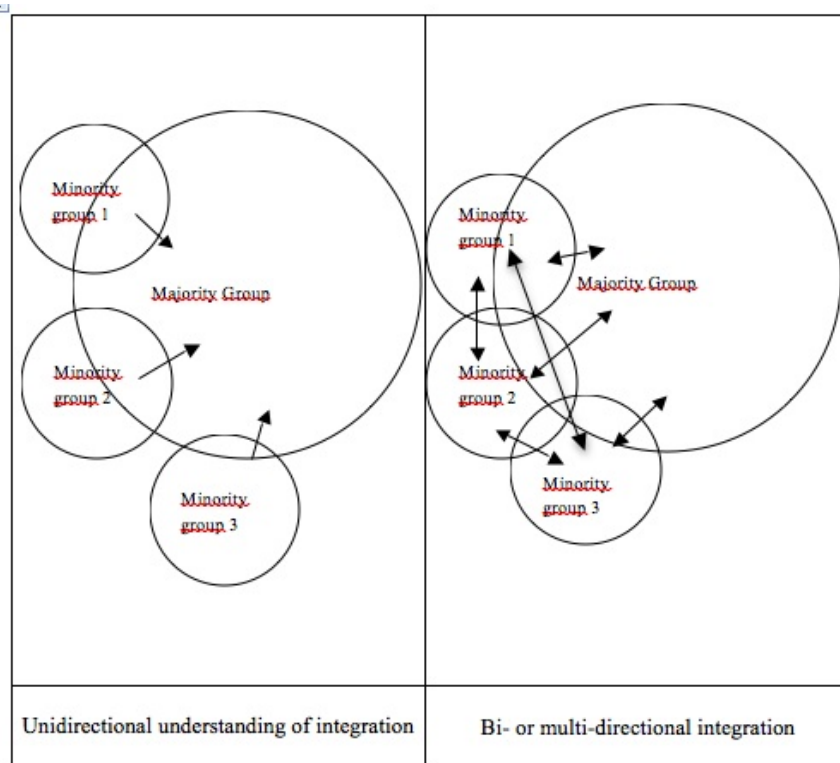 Minority
group 1
Majority Group
Minority
group 2
Minority
group 3
Minority
group 1
Majority Group
Minority
group 2
Minority
group 3
Unidirectional understanding of integration
Bi- or multi-directional integration